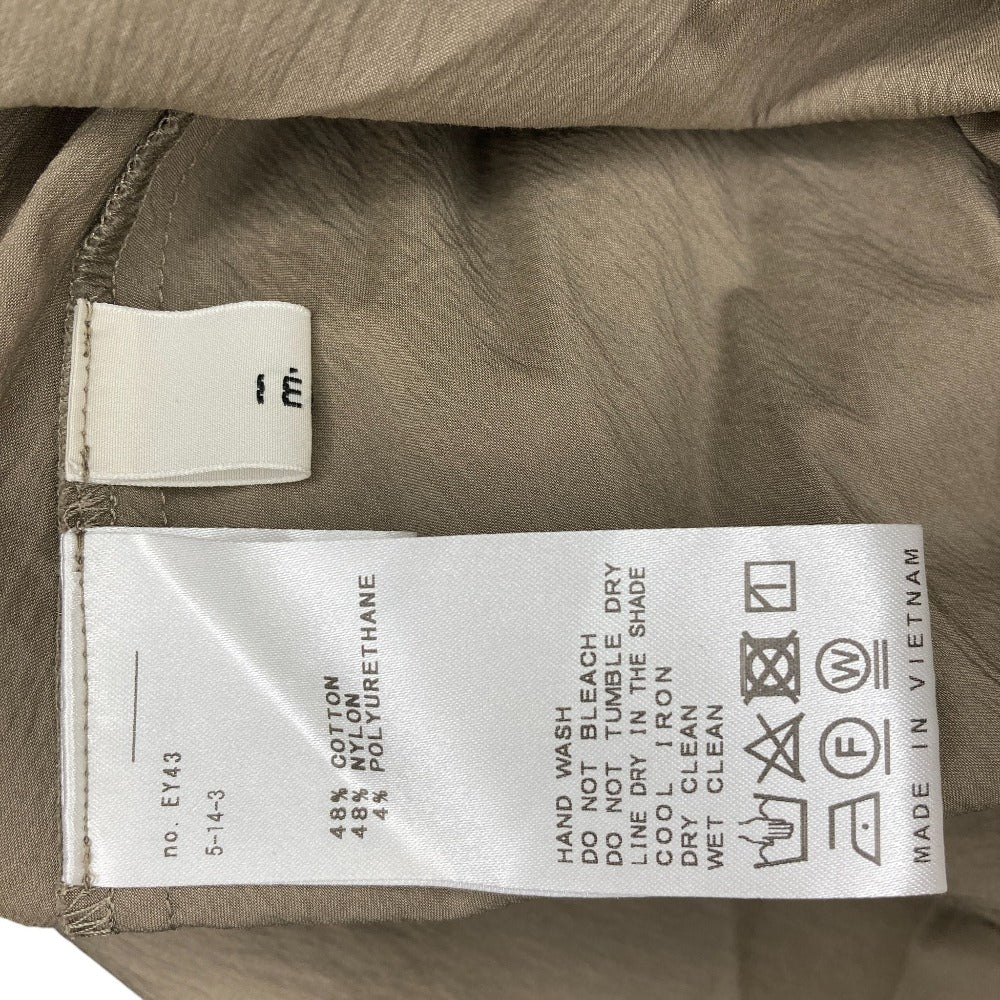 no. EY43
5-14-3
48% COTTON
48% NYLON
4% POLYURETHANE
HAND WASH
DO NOT BLEACH
DO NOT TUMBLE DRY
LINE DRY IN THE SHADE
COOL IRON
DRY CLEAN
WET CLEAN
F
W
MADE IN VIETNAM